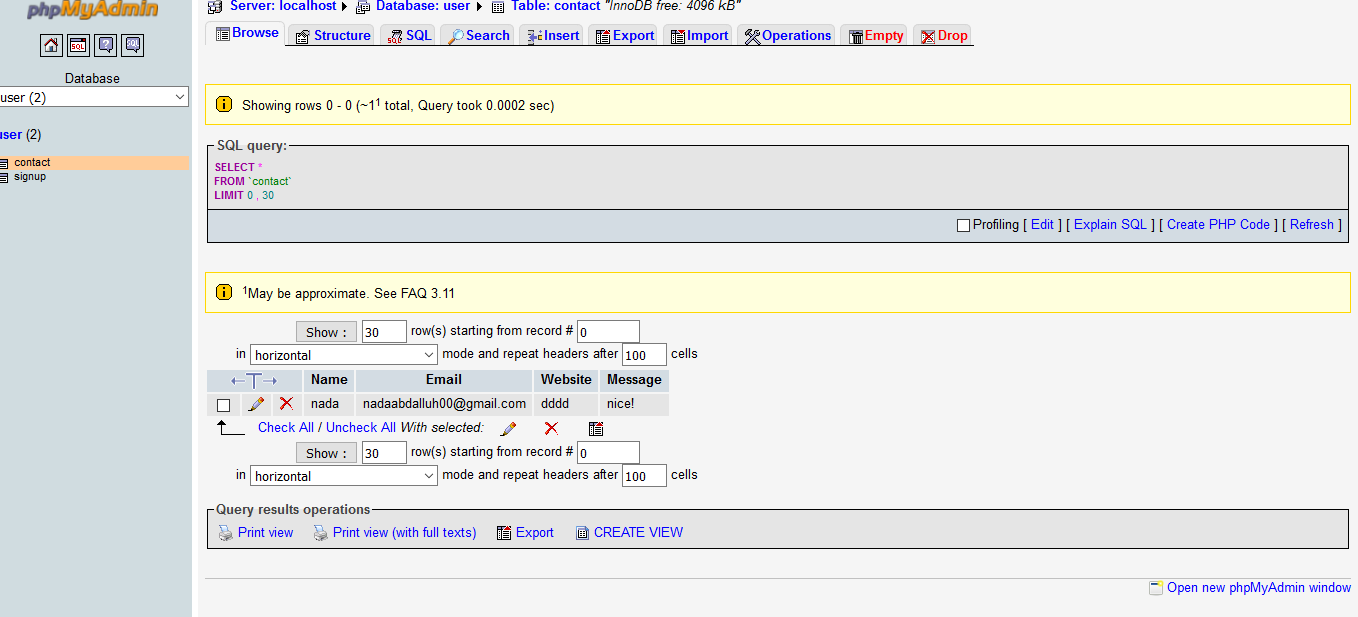 phpMyAdmin
Server: localhost Database: user Table: contact "InnoDB free: 4096 kB"
Browse Structure SQL Search Insert Export Import Operations Empty Drop
SQL SQL
Database
user (2)
user (2)
contact
signup
Showing rows 0 - 0 (~1¹ total, Query took 0.0002 sec)
SQL query:
SELECT *
FROM `contact`
LIMIT 0 , 30
Profiling [ Edit ] [ Explain SQL ] [ Create PHP Code ] [ Refresh ]
¹May be approximate. See FAQ 3.11
Show : 30 row(s) starting from record # 0
in horizontal mode and repeat headers after 100 cells
←T→ Name Email Website Message
nada nadaabdalluh00@gmail.com dddd nice!
Check All / Uncheck All With selected:
Show : 30 row(s) starting from record # 0
in horizontal mode and repeat headers after 100 cells
Query results operations
Print view Print view (with full texts) Export CREATE VIEW
Open new phpMyAdmin window